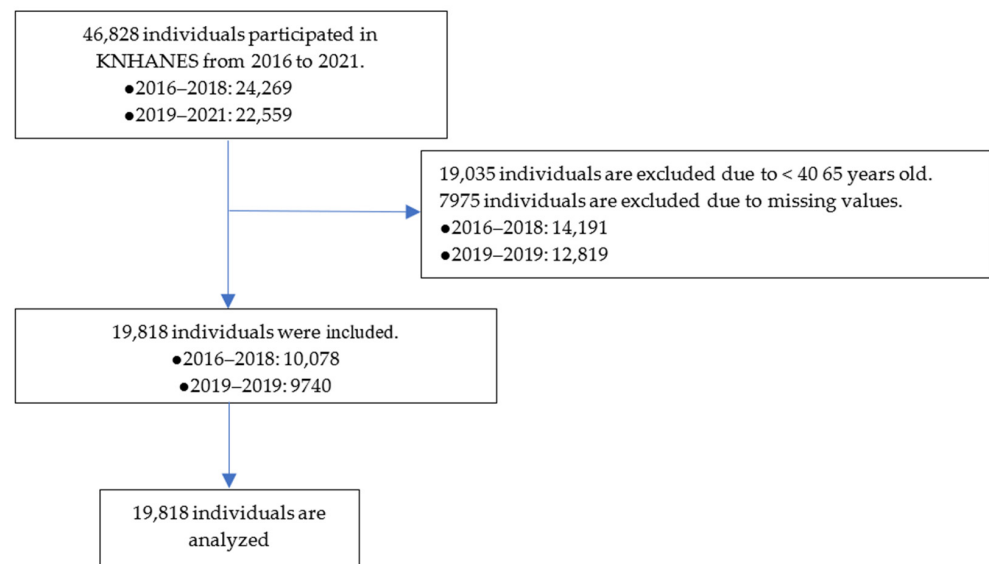 46,828 individuals participated in
KNHANES from 2016 to 2021.
●2016–2018: 24,269
●2019–2021: 22,559
19,035 individuals are excluded due to < 40 65 years old.
7975 individuals are excluded due to missing values.
●2016–2018: 14,191
●2019–2019: 12,819
19,818 individuals were included.
●2016–2018: 10,078
●2019–2019: 9740
19,818 individuals are
analyzed